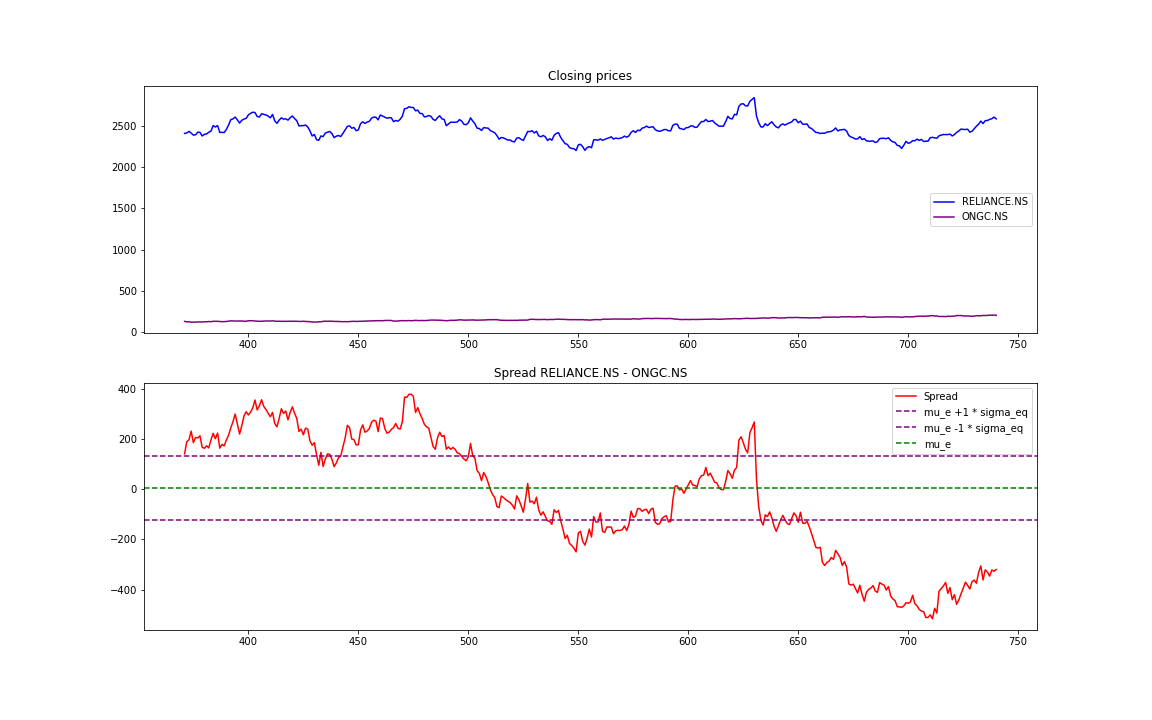 Closing prices
2500
2000
1500
1000
500
0
RELIANCE.NS
ONGC.NS
400 450 500 550 600 650 700 750
Spread RELIANCE.NS - ONGC.NS
400
200
0
−200
−400
Spread
mu_e +1 * sigma_eq
mu_e -1 * sigma_eq
mu_e
400 450 500 550 600 650 700 750